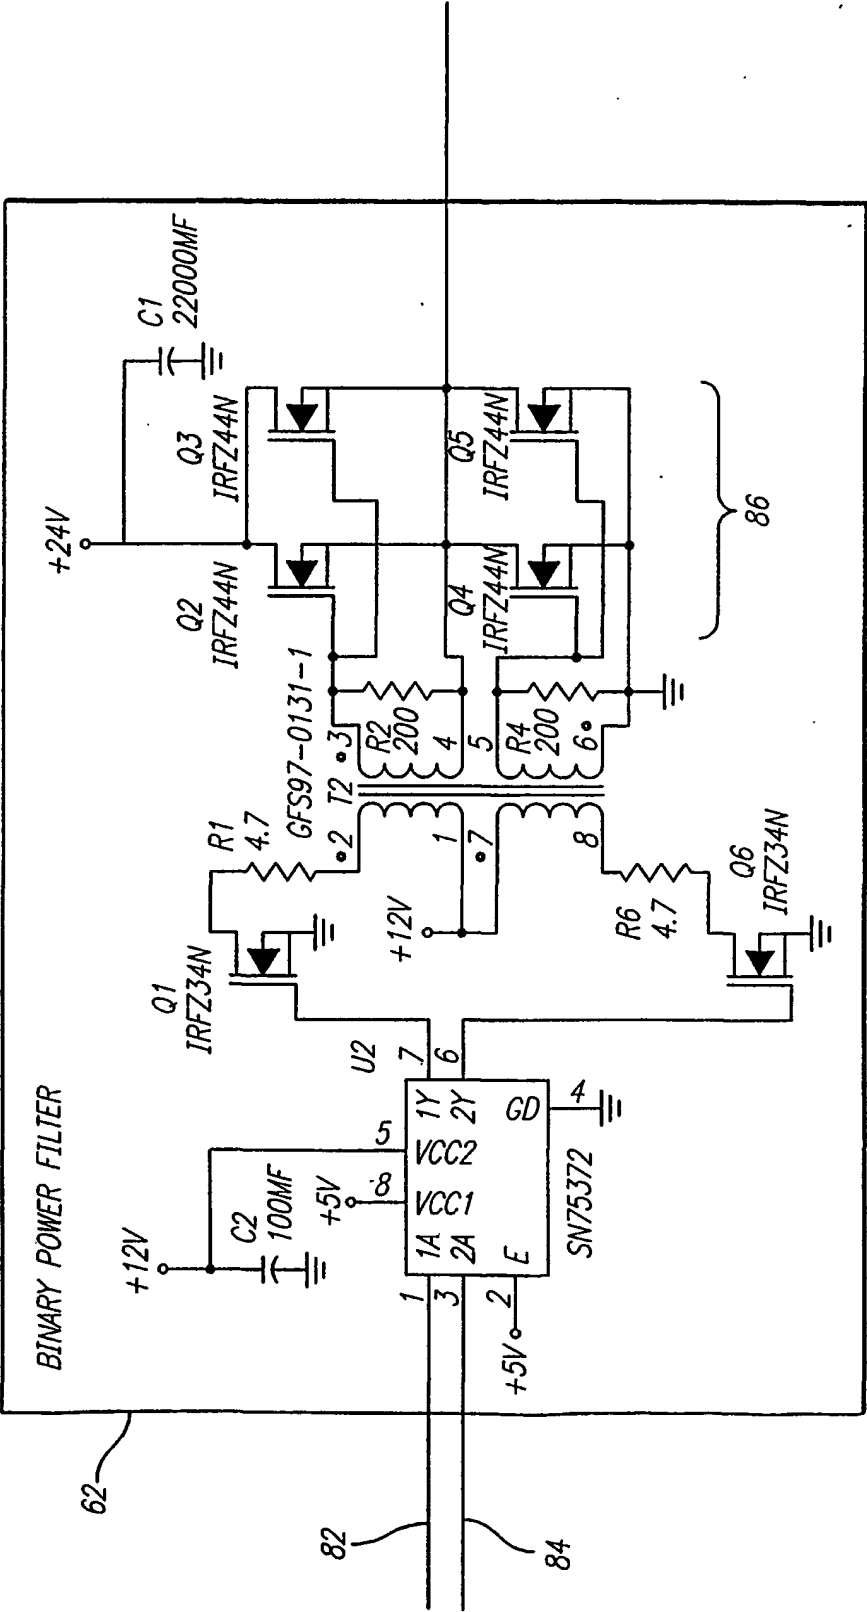 BINARY POWER FILTER
62
82
84
+12V
C2
100MF
+5V
8
5
1
3
2
+5V
1A
2A
E
VCC1
VCC2
1Y
2Y
GD
4
SN75372
U2
7
6
Q1
IRFZ34N
R1
4.7
+12V
R6
4.7
Q6
IRFZ34N
GFS97-0131-1
T2
2
1
7
8
3
4
5
6
R2
200
R4
200
+24V
C1
22000MF
Q2
IRFZ44N
Q3
IRFZ44N
Q4
IRFZ44N
Q5
IRFZ44N
86